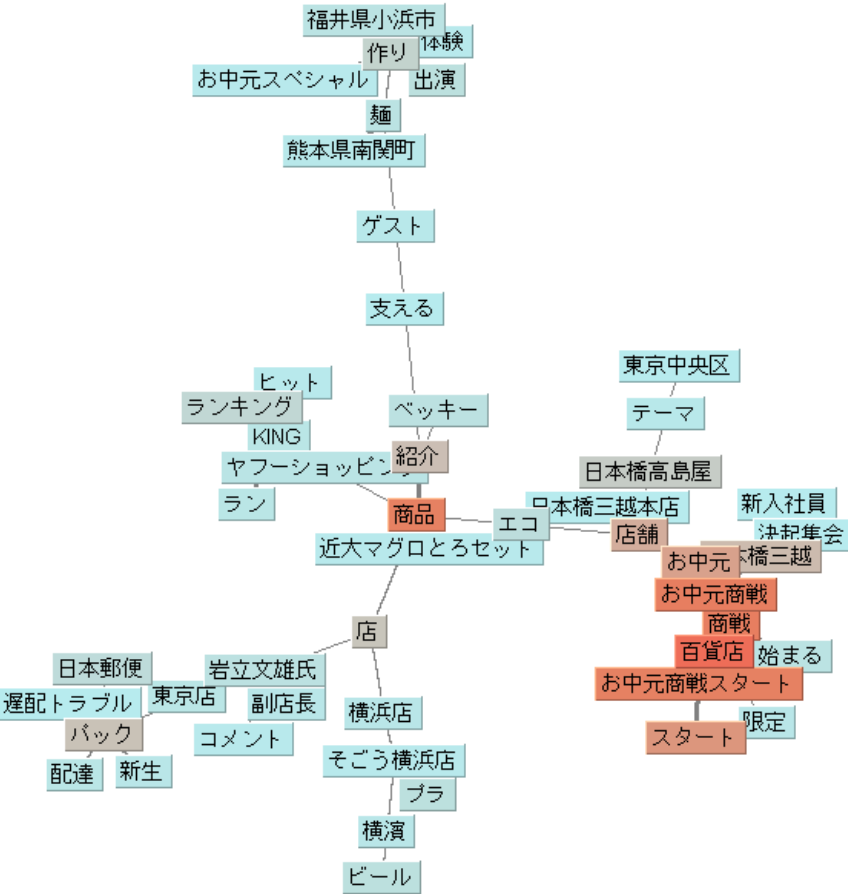 福井県小浜市
体験
作り
お中元スペシャル
出演
麺
熊本県南関町
ゲスト
支える
東京中央区
ヒット
ランキング
ベッキー
テーマ
KING
紹介
ヤフーショッピング
日本橋高島屋
ラン
商品
日本橋三越本店
新入社員
エコ
店舗
決起集会
近大マグロとろセット
お中元
橋三越
お中元商戦
商戦
店
百貨店
始まる
日本郵便
岩立文雄氏
お中元商戦スタート
遅配トラブル
東京店
副店長
横浜店
限定
パック
コメント
スタート
そごう横浜店
配達
新生
プラ
横濱
ビール